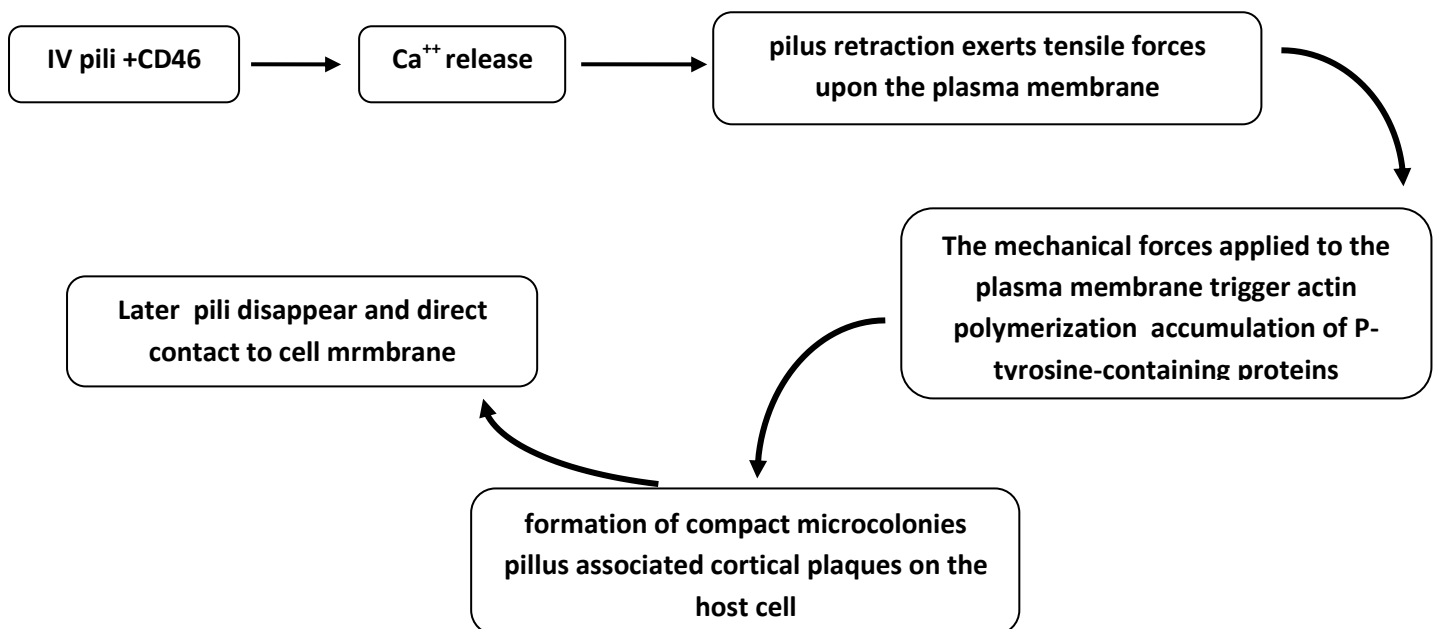 IV pili +CD46
Ca⁺⁺ release
pilus retraction exerts tensile forces
upon the plasma membrane
The mechanical forces applied to the
plasma membrane trigger actin
polymerization accumulation of P-
tyrosine-containing proteins
formation of compact microcolonies
pillus associated cortical plaques on the
host cell
Later pili disappear and direct
contact to cell mrmbrane